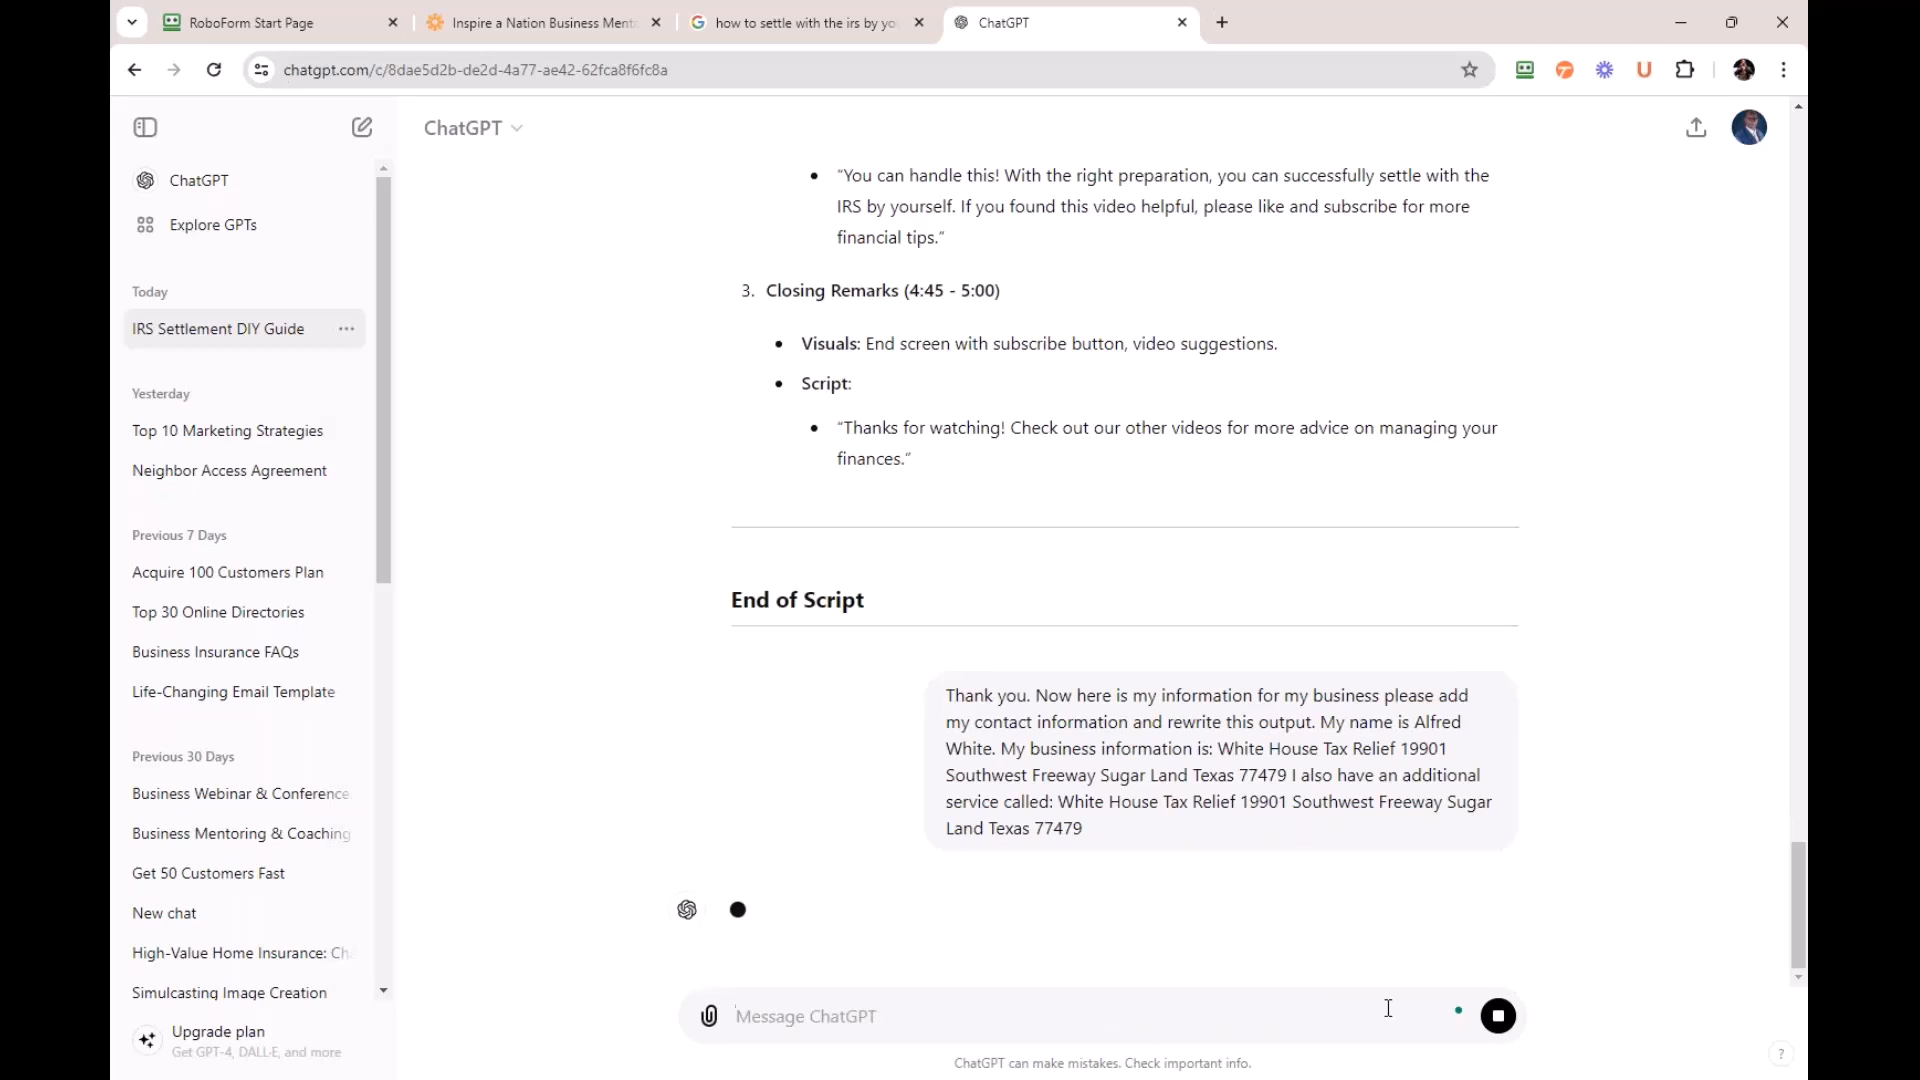 RoboForm Start Page
Inspire a Nation Business Ment
how to settle with the irs by yo
ChatGPT
chatgpt.com/c/8dae5d2b-de2d-4a77-ae42-62fca8f6fc8a
ChatGPT
Explore GPTs
Today
IRS Settlement DIY Guide
Yesterday
Top 10 Marketing Strategies
Neighbor Access Agreement
Previous 7 Days
Acquire 100 Customers Plan
Top 30 Online Directories
Business Insurance FAQs
Life-Changing Email Template
Previous 30 Days
Business Webinar & Conference
Business Mentoring & Coaching
Get 50 Customers Fast
New chat
High-Value Home Insurance: Cha
Simulcasting Image Creation
Upgrade plan
Get GPT-4, DALL·E, and more
ChatGPT
• “You can handle this! With the right preparation, you can successfully settle with the
IRS by yourself. If you found this video helpful, please like and subscribe for more
financial tips.”
3. Closing Remarks (4:45 - 5:00)
• Visuals: End screen with subscribe button, video suggestions.
• Script:
• “Thanks for watching! Check out our other videos for more advice on managing your
finances.”
End of Script
Thank you. Now here is my information for my business please add
my contact information and rewrite this output. My name is Alfred
White. My business information is: White House Tax Relief 19901
Southwest Freeway Sugar Land Texas 77479 I also have an additional
service called: White House Tax Relief 19901 Southwest Freeway Sugar
Land Texas 77479
Message ChatGPT
ChatGPT can make mistakes. Check important info.
?